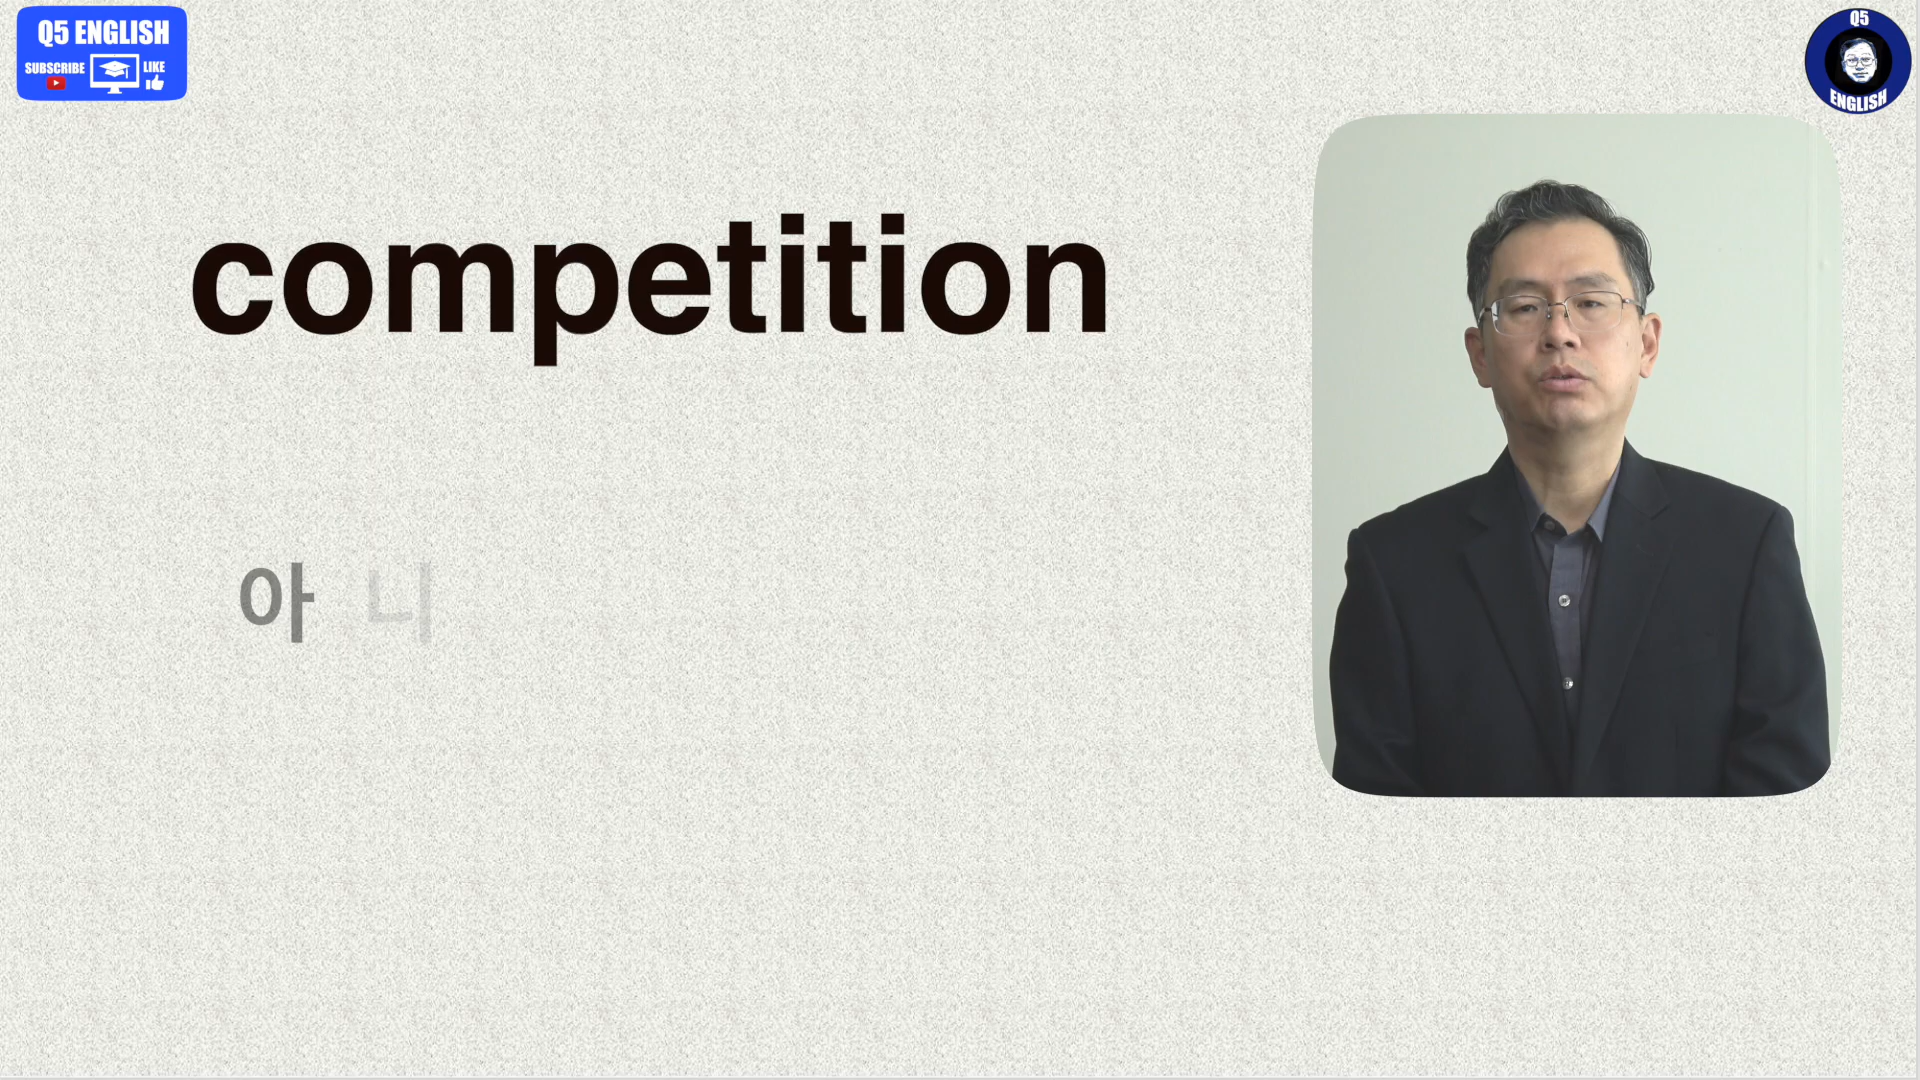 Q5 ENGLISH
SUBSCRIBE LIKE
Q5
ENGLISH
competition
아 니